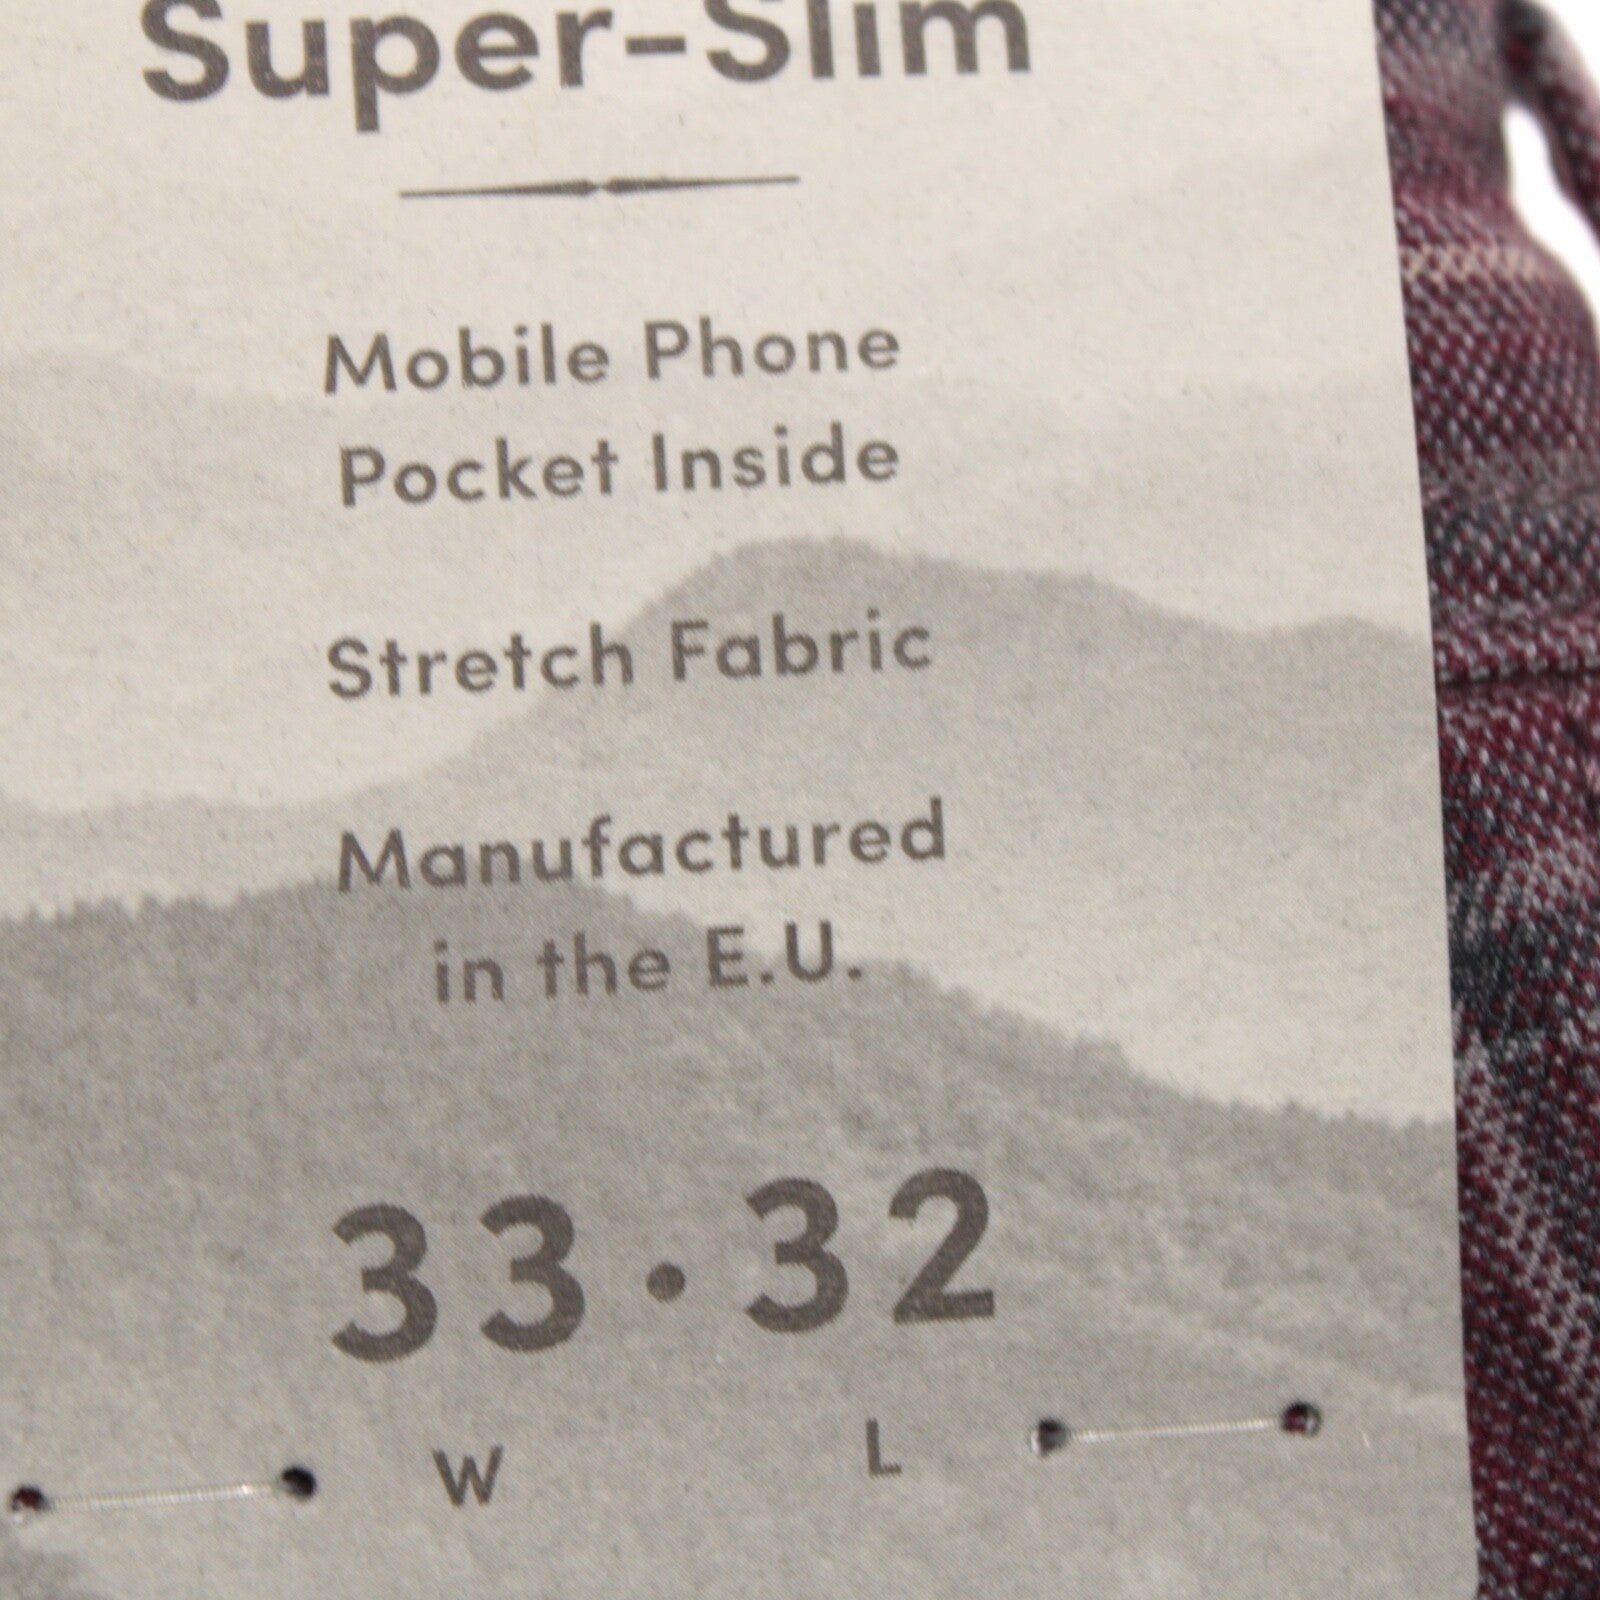 Super-Slim
Mobile Phone
Pocket Inside
Stretch Fabric
Manufactured
in the E.U.
33·32
W L